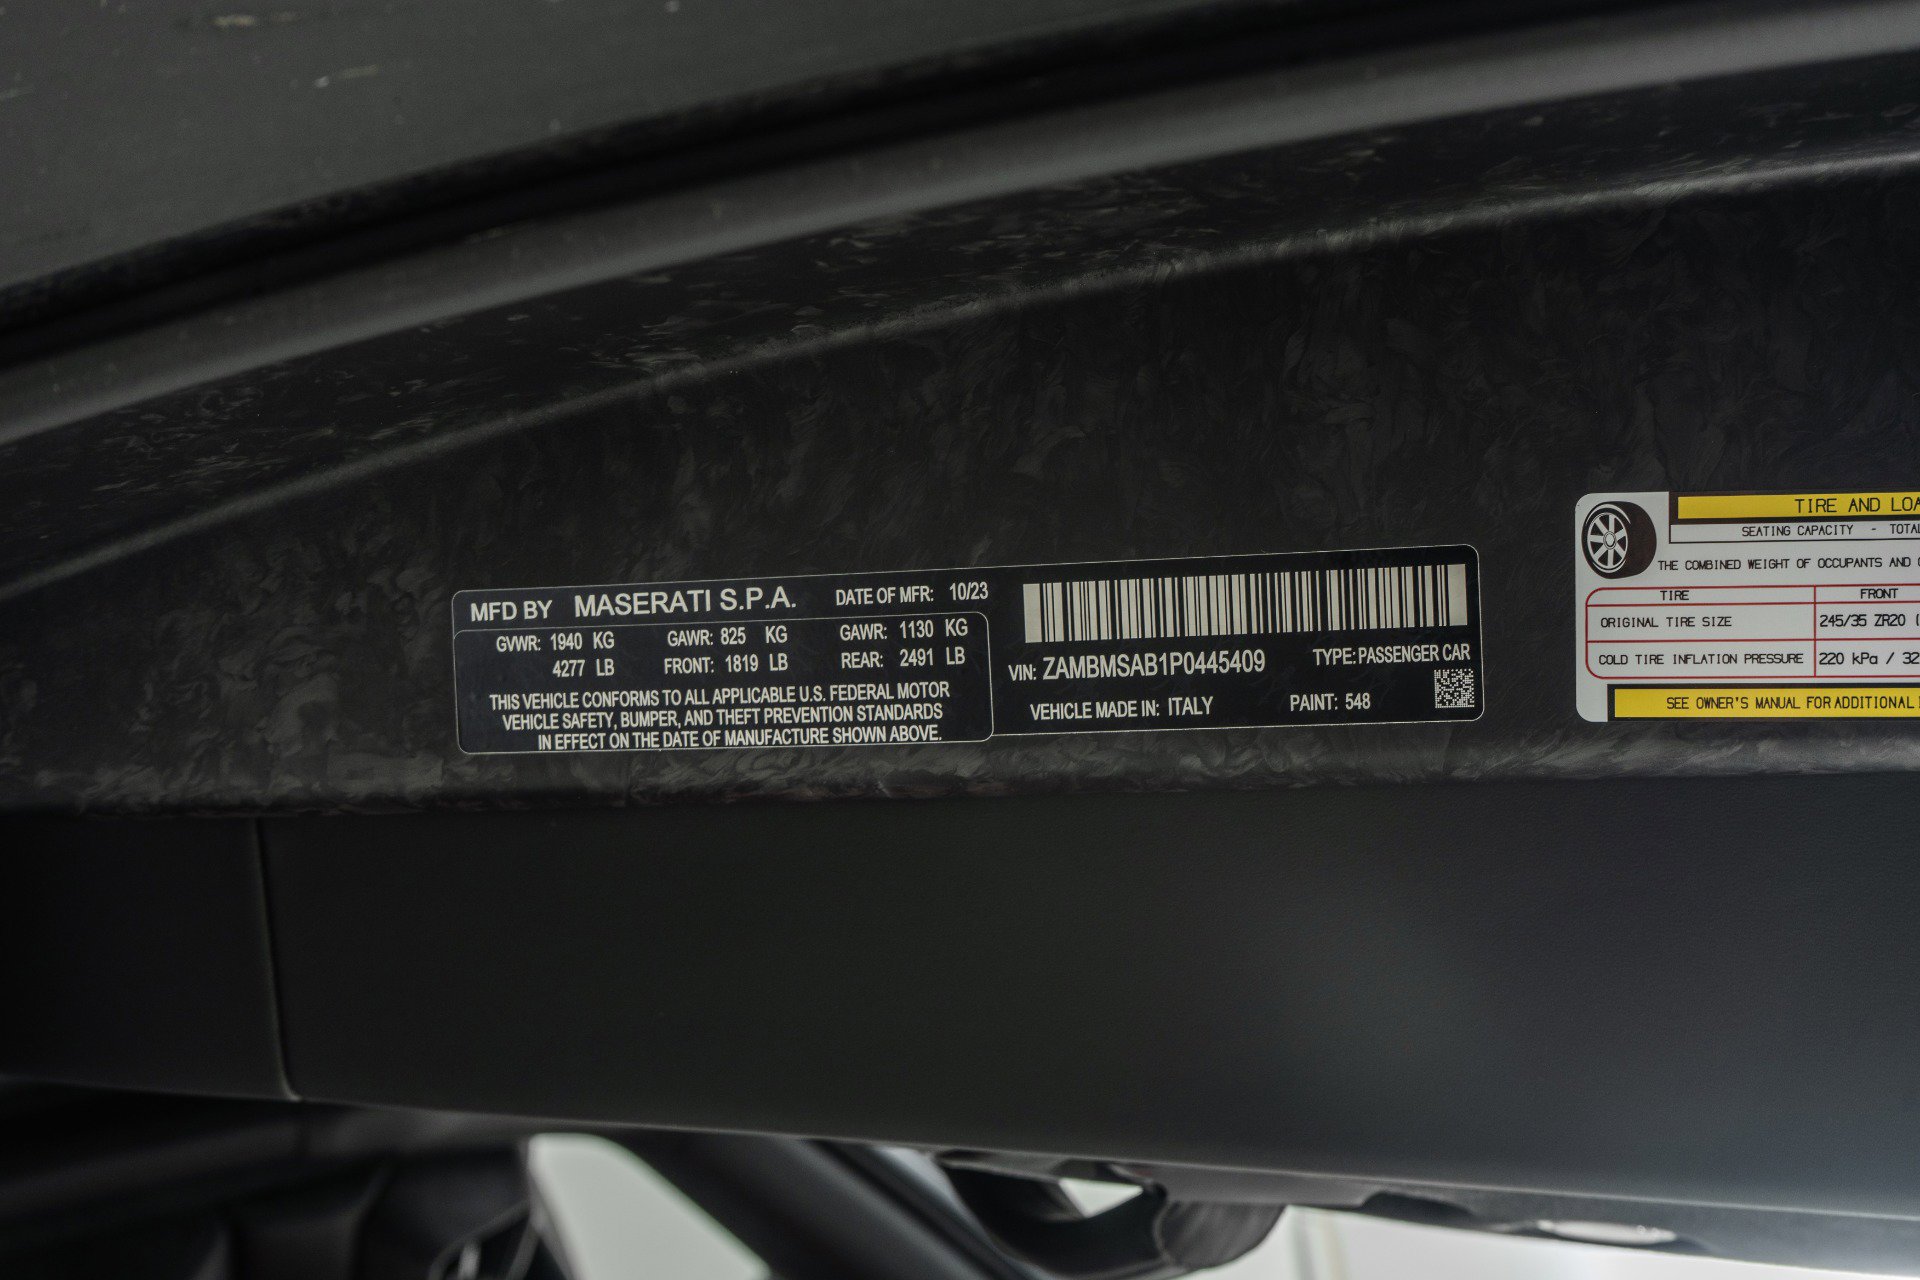 MFD BY MASERATI S.P.A. DATE OF MFR: 10/23
GVWR: 1940 KG GAWR: 825 KG GAWR: 1130 KG
4277 LB FRONT: 1819 LB REAR: 2491 LB
THIS VEHICLE CONFORMS TO ALL APPLICABLE U.S. FEDERAL MOTOR
VEHICLE SAFETY, BUMPER, AND THEFT PREVENTION STANDARDS
IN EFFECT ON THE DATE OF MANUFACTURE SHOWN ABOVE.
VIN: ZAMBMSAB1P0445409 TYPE: PASSENGER CAR
VEHICLE MADE IN: ITALY PAINT: 548
TIRE AND LOA
SEATING CAPACITY - TOTAL
THE COMBINED WEIGHT OF OCCUPANTS AND
TIRE FRONT
ORIGINAL TIRE SIZE 245/35 ZR20 (
COLD TIRE INFLATION PRESSURE 220 kPa / 32
SEE OWNER'S MANUAL FOR ADDITIONAL